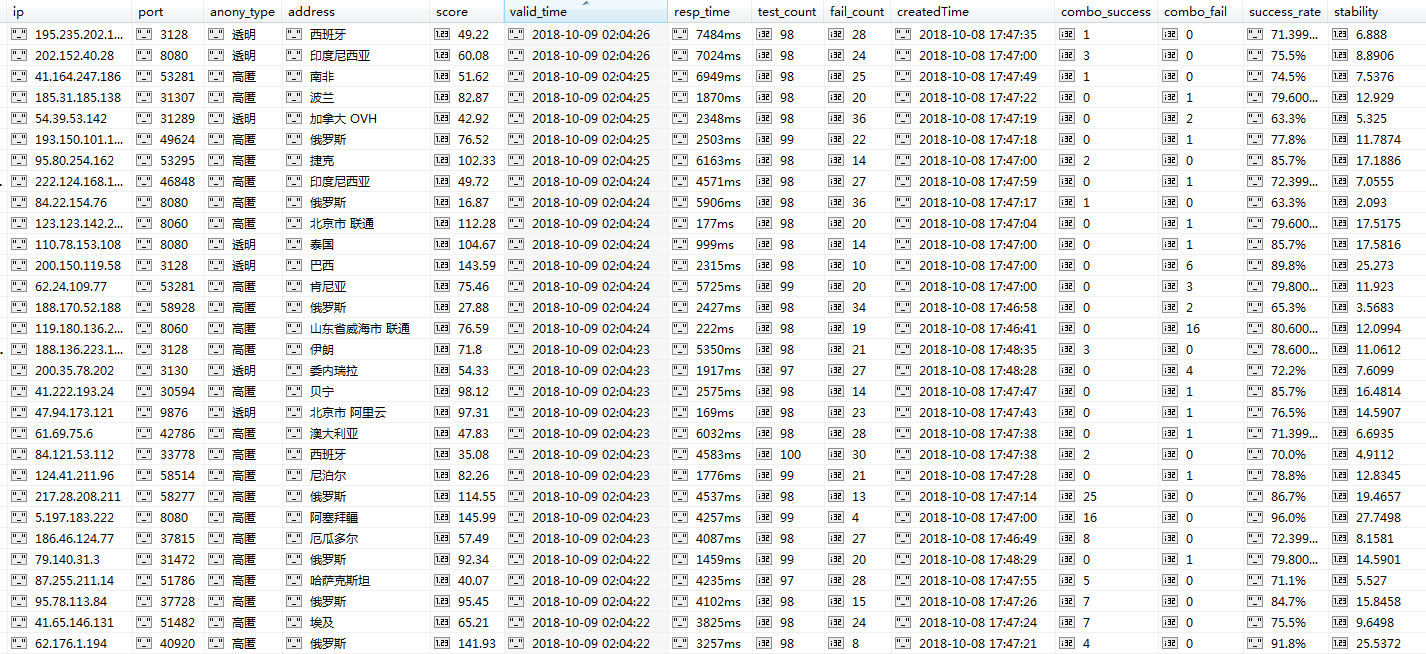 ip port anony_type address score valid_time resp_time test_count fail_count createdTime combo_success combo_fail success_rate stability
195.235.202.1... 3128 透明 西班牙 49.22 2018-10-09 02:04:26 7484ms 98 28 2018-10-08 17:47:35 1 0 71.399... 6.888
202.152.40.28 8080 透明 印度尼西亚 60.08 2018-10-09 02:04:26 7024ms 98 24 2018-10-08 17:47:00 3 0 75.5% 8.8906
41.164.247.186 53281 高匿 南非 51.62 2018-10-09 02:04:26 6949ms 98 25 2018-10-08 17:47:49 1 0 74.5% 7.5376
185.31.185.138 31307 高匿 波兰 82.87 2018-10-09 02:04:25 1870ms 98 20 2018-10-08 17:47:22 0 1 79.600... 12.929
54.39.53.142 31289 透明 加拿大 OVH 42.92 2018-10-09 02:04:25 2348ms 98 36 2018-10-08 17:47:19 0 2 63.3% 5.325
193.150.101.1... 49624 高匿 俄罗斯 76.52 2018-10-09 02:04:25 2503ms 99 22 2018-10-08 17:47:18 0 1 77.8% 11.7874
95.80.254.162 53295 高匿 捷克 102.33 2018-10-09 02:04:25 6163ms 98 14 2018-10-08 17:47:00 2 0 85.7% 17.1886
222.124.168.1... 46848 高匿 印度尼西亚 49.72 2018-10-09 02:04:24 4571ms 98 27 2018-10-08 17:47:59 0 1 72.399... 7.0555
84.22.154.76 8080 高匿 俄罗斯 16.87 2018-10-09 02:04:24 5906ms 98 36 2018-10-08 17:47:17 1 0 63.3% 2.093
123.123.142.2... 8060 高匿 北京市 联通 112.28 2018-10-09 02:04:24 177ms 98 20 2018-10-08 17:47:04 0 1 79.600... 17.5175
110.78.153.108 8080 透明 泰国 104.67 2018-10-09 02:04:24 999ms 98 14 2018-10-08 17:47:00 0 1 85.7% 17.5816
200.150.119.58 3128 透明 巴西 143.59 2018-10-09 02:04:24 2315ms 98 10 2018-10-08 17:47:00 0 6 89.8% 25.273
62.24.109.77 53281 高匿 肯尼亚 75.46 2018-10-09 02:04:24 5725ms 99 20 2018-10-08 17:47:00 0 3 79.800... 11.923
188.170.52.188 58928 高匿 俄罗斯 27.88 2018-10-09 02:04:24 2427ms 98 34 2018-10-08 17:46:58 0 2 65.3% 3.5683
119.180.136.2... 8060 高匿 山东省威海市 联通 76.59 2018-10-09 02:04:24 222ms 98 19 2018-10-08 17:46:41 0 16 80.600... 12.0994
188.136.223.1... 3128 高匿 伊朗 71.8 2018-10-09 02:04:23 5350ms 98 21 2018-10-08 17:48:35 3 0 78.600... 11.0612
200.35.78.202 3130 透明 委内瑞拉 54.33 2018-10-09 02:04:23 1917ms 97 27 2018-10-08 17:48:28 0 4 72.2% 7.6099
41.222.193.24 30594 高匿 贝宁 98.12 2018-10-09 02:04:23 2575ms 98 14 2018-10-08 17:47:47 0 1 85.7% 16.4814
47.94.173.121 9876 透明 北京市 阿里云 97.31 2018-10-09 02:04:23 169ms 98 23 2018-10-08 17:47:43 0 1 76.5% 14.5907
61.69.75.6 42786 高匿 澳大利亚 47.83 2018-10-09 02:04:23 6032ms 98 28 2018-10-08 17:47:38 0 1 71.399... 6.6935
84.121.53.112 33778 高匿 西班牙 35.08 2018-10-09 02:04:23 4583ms 100 30 2018-10-08 17:47:38 2 0 70.0% 4.9112
124.41.211.96 58514 高匿 尼泊尔 82.26 2018-10-09 02:04:23 1776ms 99 21 2018-10-08 17:47:28 0 1 78.8% 12.8345
217.28.208.211 58277 高匿 俄罗斯 114.55 2018-10-09 02:04:23 4537ms 98 13 2018-10-08 17:47:14 25 0 86.7% 19.4657
5.197.183.222 8080 高匿 阿塞拜疆 145.99 2018-10-09 02:04:23 4257ms 99 4 2018-10-08 17:47:00 16 0 96.0% 27.7498
186.46.124.77 37815 高匿 厄瓜多尔 57.49 2018-10-09 02:04:23 4087ms 98 27 2018-10-08 17:46:49 8 0 72.399... 8.1581
79.140.31.3 31472 高匿 俄罗斯 92.34 2018-10-09 02:04:22 1459ms 99 20 2018-10-08 17:48:29 0 1 79.800... 14.5901
87.255.211.14 51786 高匿 哈萨克斯坦 40.07 2018-10-09 02:04:22 4235ms 97 28 2018-10-08 17:47:55 5 0 71.1% 5.527
95.78.113.84 37728 高匿 俄罗斯 95.45 2018-10-09 02:04:22 4102ms 98 15 2018-10-08 17:47:26 7 0 84.7% 15.8458
41.65.146.131 51482 高匿 埃及 65.21 2018-10-09 02:04:22 3825ms 98 24 2018-10-08 17:47:24 7 0 75.5% 9.6498
62.176.1.194 40920 高匿 俄罗斯 141.93 2018-10-09 02:04:22 3257ms 98 8 2018-10-08 17:47:21 4 0 91.8% 25.5372